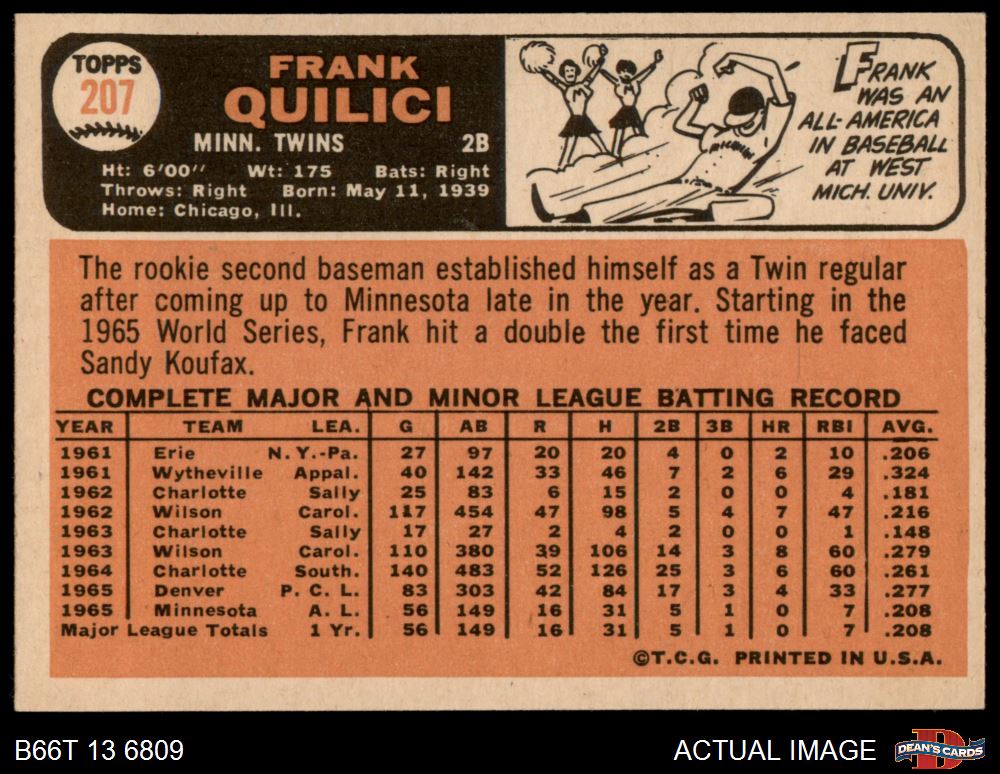 TOPPS
207
FRANK
QUILICI
MINN. TWINS 2B
Ht: 6'00" Wt: 175 Bats: Right
Throws: Right Born: May 11, 1939
Home: Chicago, Ill.
FRANK
WAS AN
ALL-AMERICA
IN BASEBALL
AT WEST
MICH. UNIV.
The rookie second baseman established himself as a Twin regular
after coming up to Minnesota late in the year. Starting in the
1965 World Series, Frank hit a double the first time he faced
Sandy Koufax.
COMPLETE MAJOR AND MINOR LEAGUE BATTING RECORD
YEAR TEAM LEA. G AB R H 2B 3B HR RBI AVG.
1961 Erie N.Y.-Pa. 27 97 20 20 4 0 2 10 .206
1961 Wytheville Appal. 40 142 33 46 7 2 6 29 .324
1962 Charlotte Sally 25 83 6 15 2 0 0 4 .181
1962 Wilson Carol. 117 454 47 98 5 4 7 47 .216
1963 Charlotte Sally 17 27 2 4 2 0 0 1 .148
1963 Wilson Carol. 110 380 39 106 14 3 8 60 .279
1964 Charlotte South. 140 483 52 126 25 3 6 60 .261
1965 Denver P. C. L. 83 303 42 84 17 3 4 33 .277
1965 Minnesota A. L. 56 149 16 31 5 1 0 7 .208
Major League Totals 1 Yr. 56 149 16 31 5 1 0 7 .208
©T.C.G. PRINTED IN U.S.A.
B66T 13 6809 ACTUAL IMAGE DEAN'S CARDS